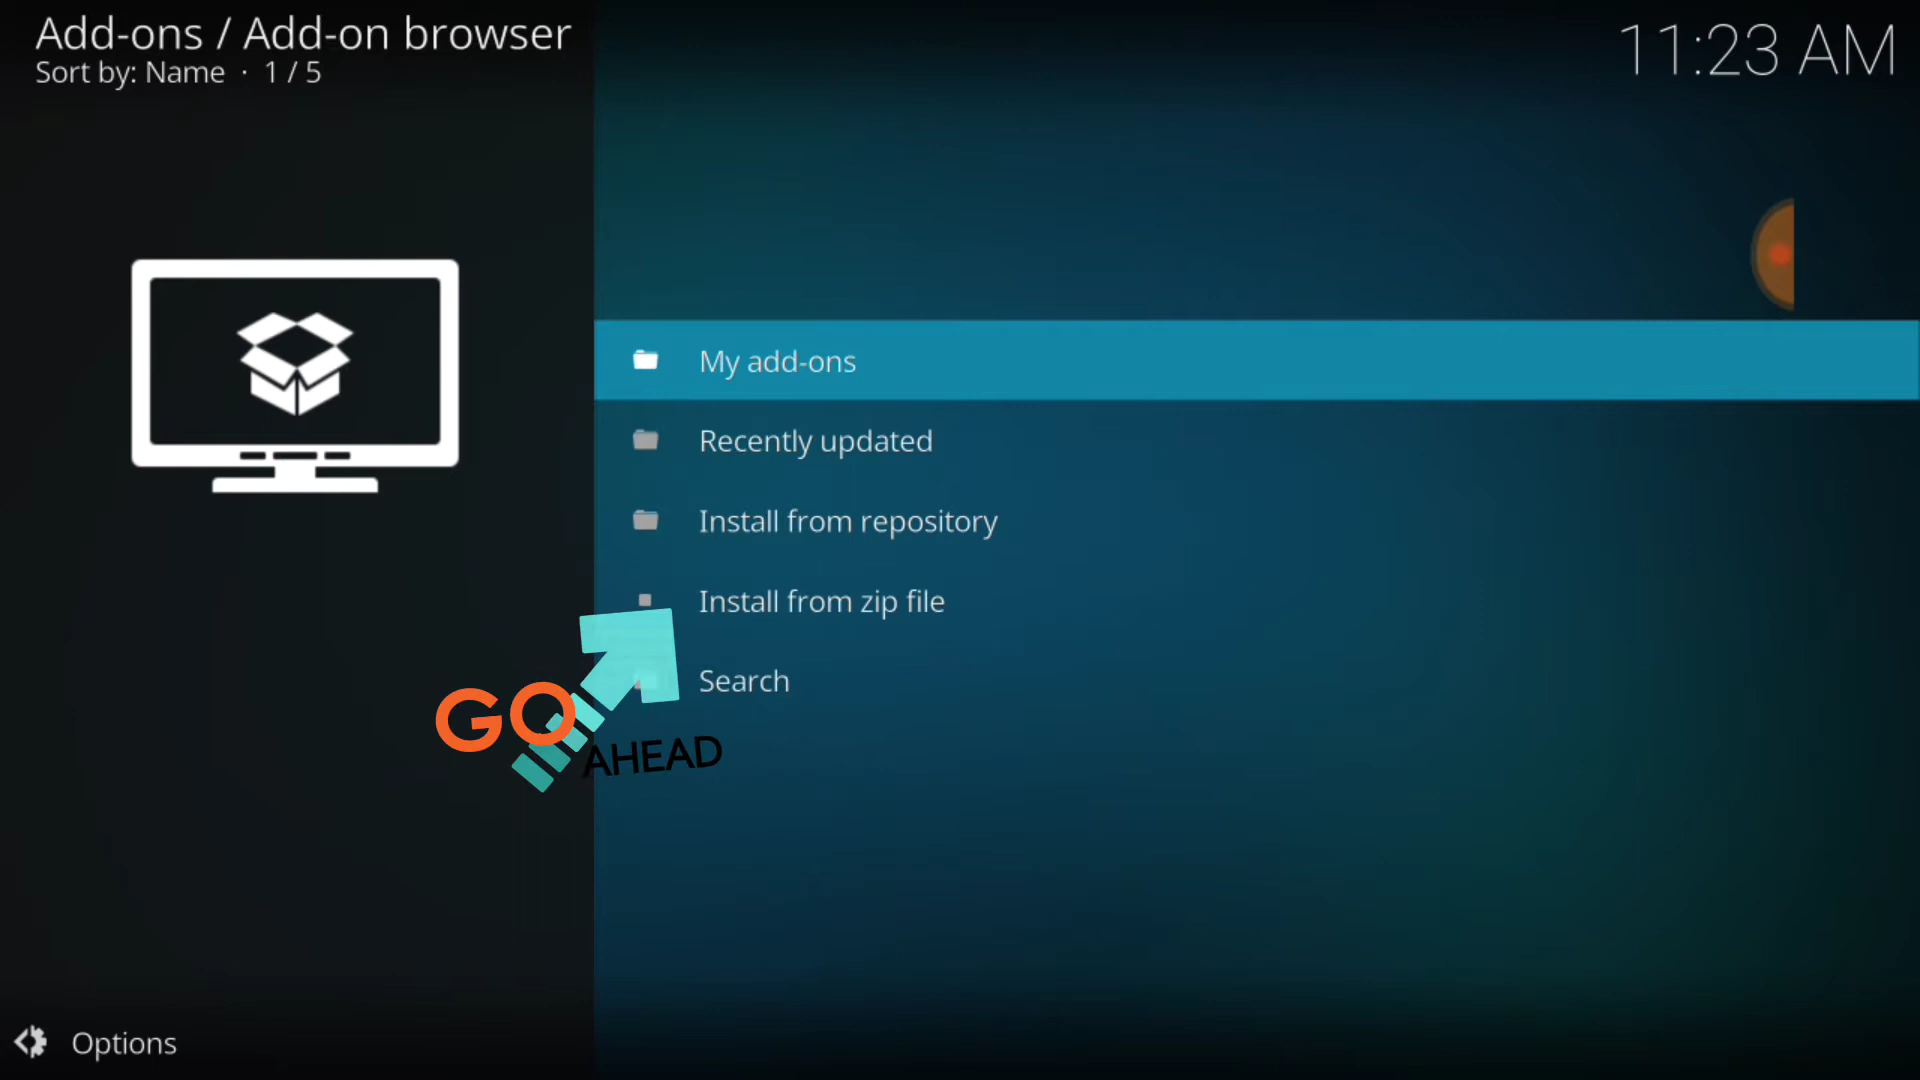 Add-ons / Add-on browser
Sort by: Name · 1 / 5
11:23 AM
My add-ons
Recently updated
Install from repository
Install from zip file
Search
GO
AHEAD
Options